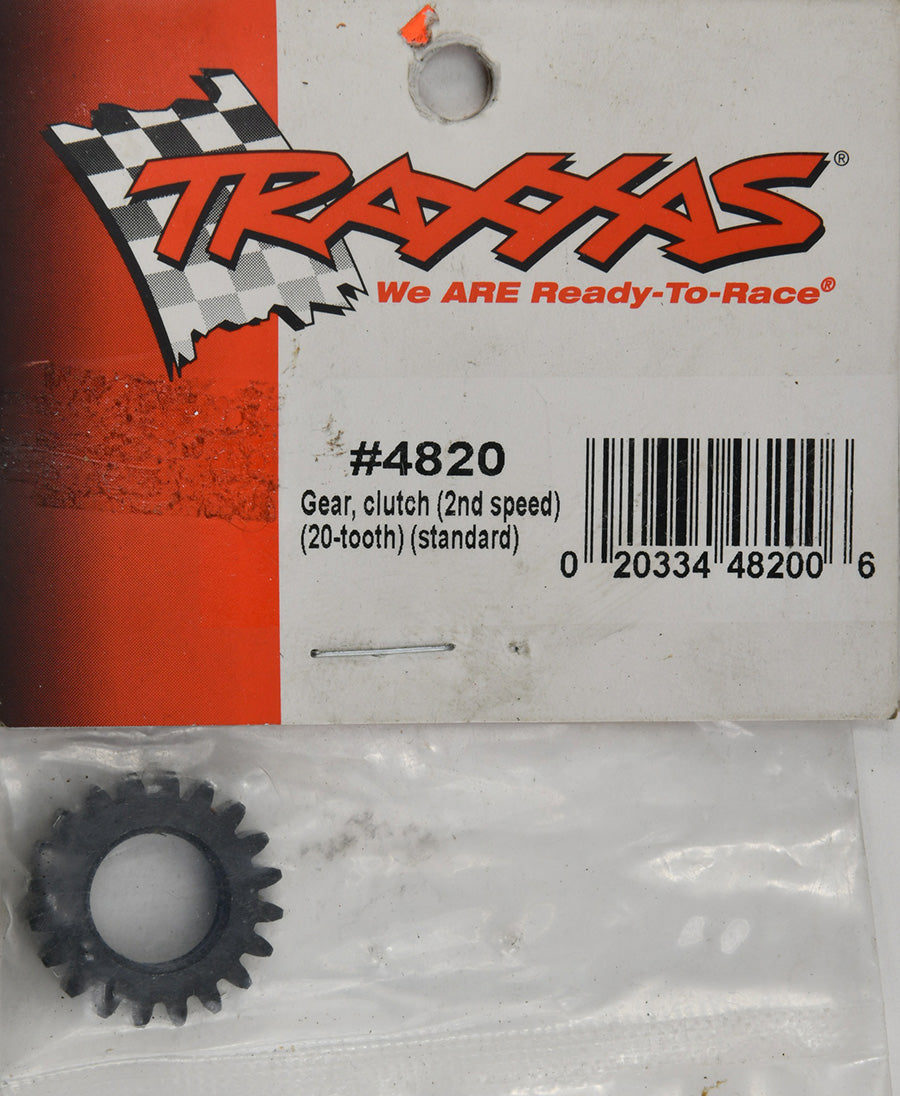 TRAXXAS®
We ARE Ready-To-Race®
#4820
Gear, clutch (2nd speed)
(20-tooth) (standard)
0 20334 48200 6